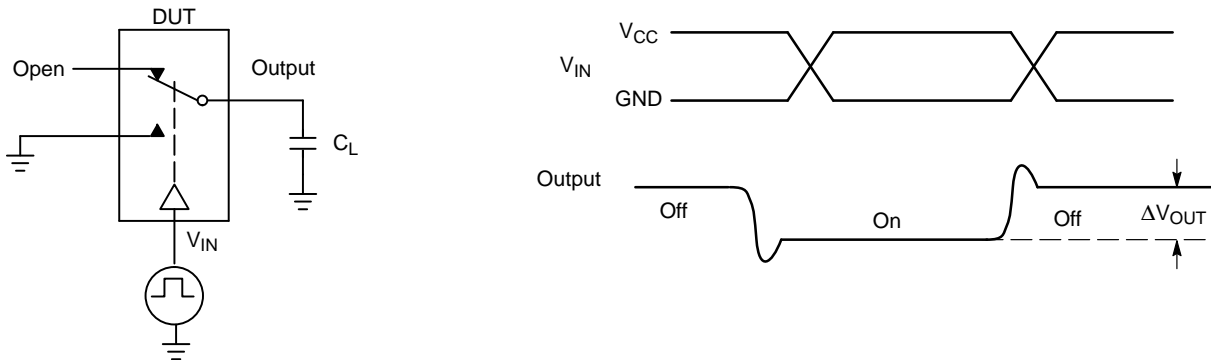 DUT
Open
Output
C_L
V_IN
V_CC
V_IN
GND
Output
Off
On
Off
ΔV_OUT